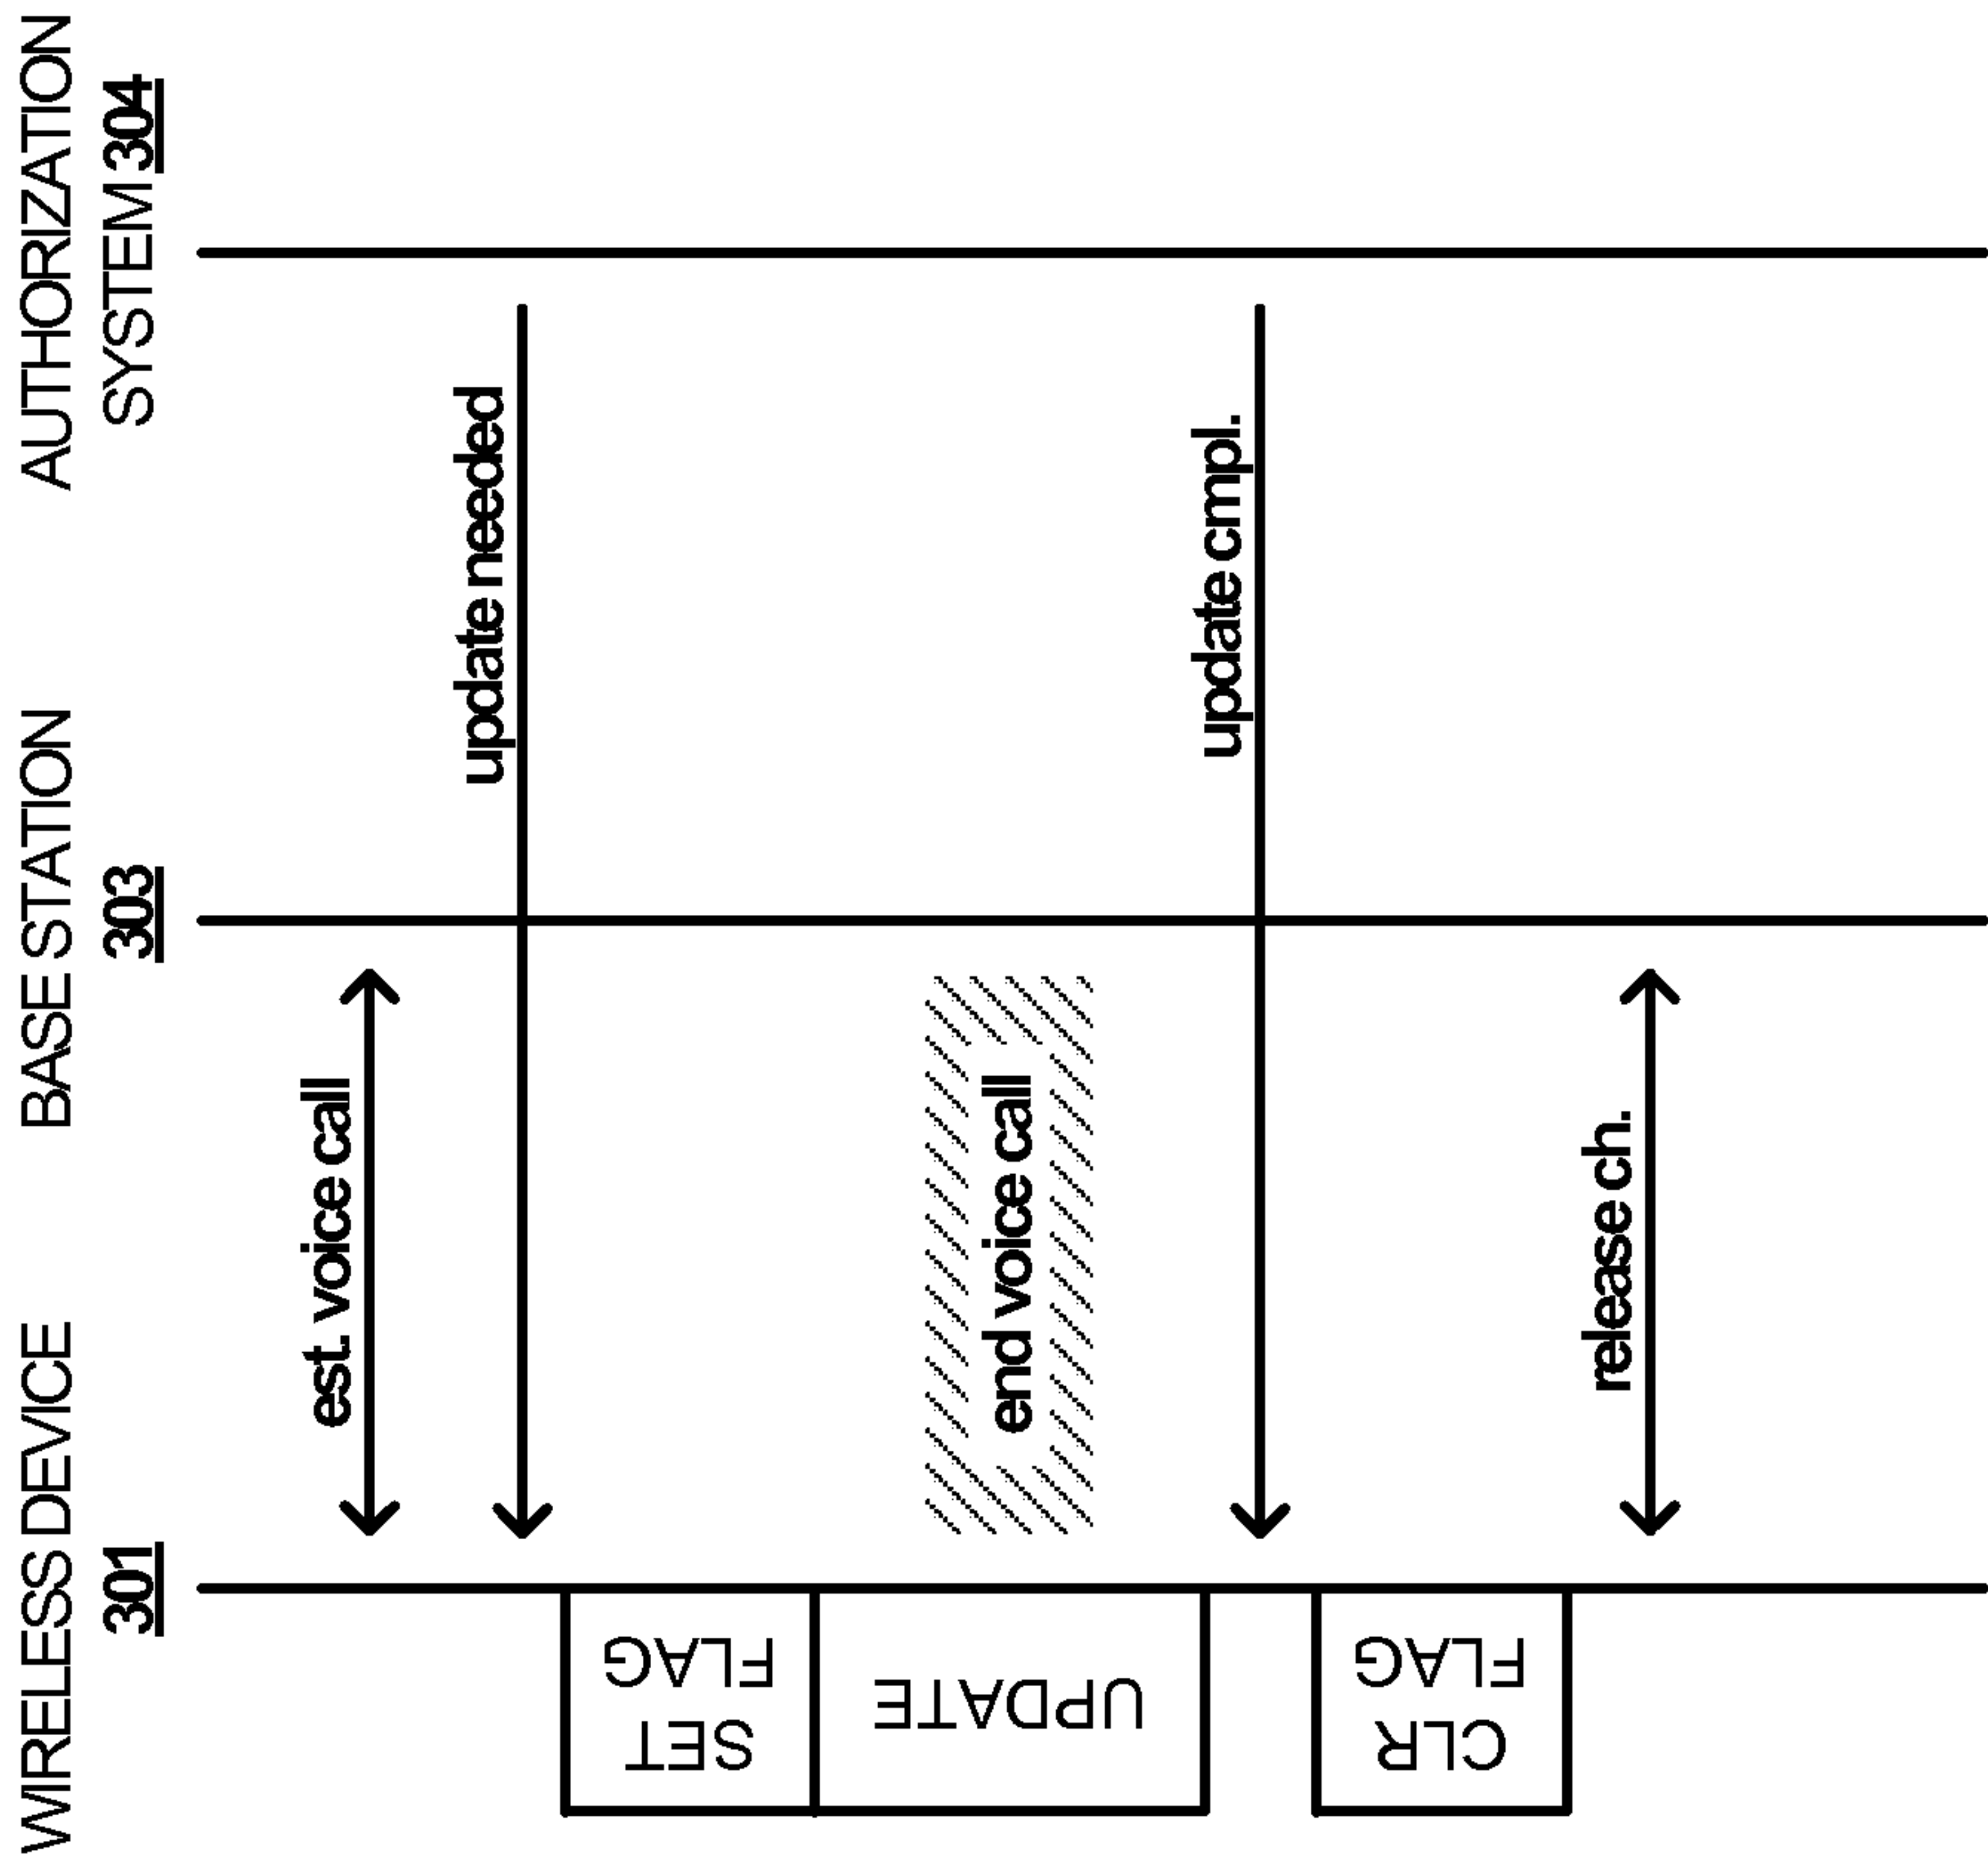 WIRELESS DEVICE
301
BASE STATION
303
AUTHORIZATION
SYSTEM 304
est. voice call
update needed
SET
FLAG
UPDATE
end voice call
update cmpl.
CLR
FLAG
release ch.